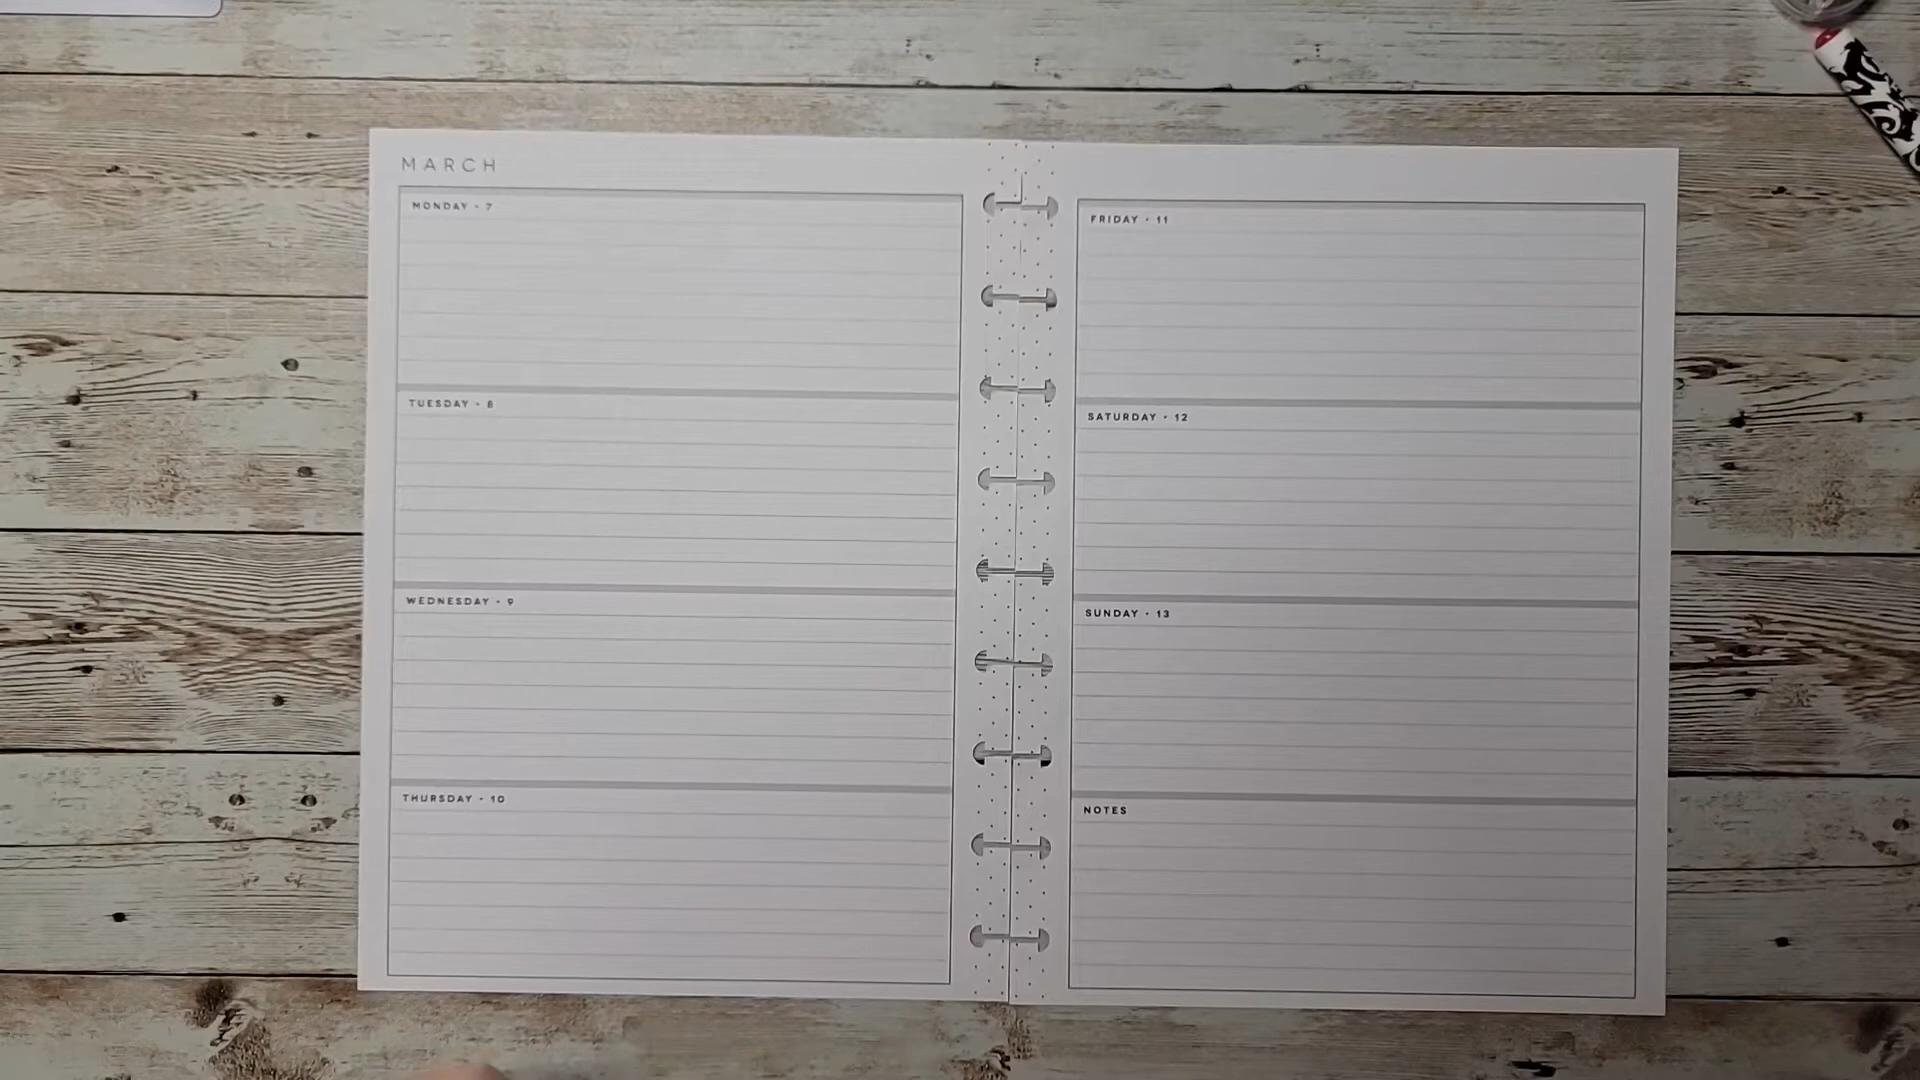 MARCH
MONDAY · 7
TUESDAY · 8
WEDNESDAY · 9
THURSDAY · 10
FRIDAY · 11
SATURDAY · 12
SUNDAY · 13
NOTES